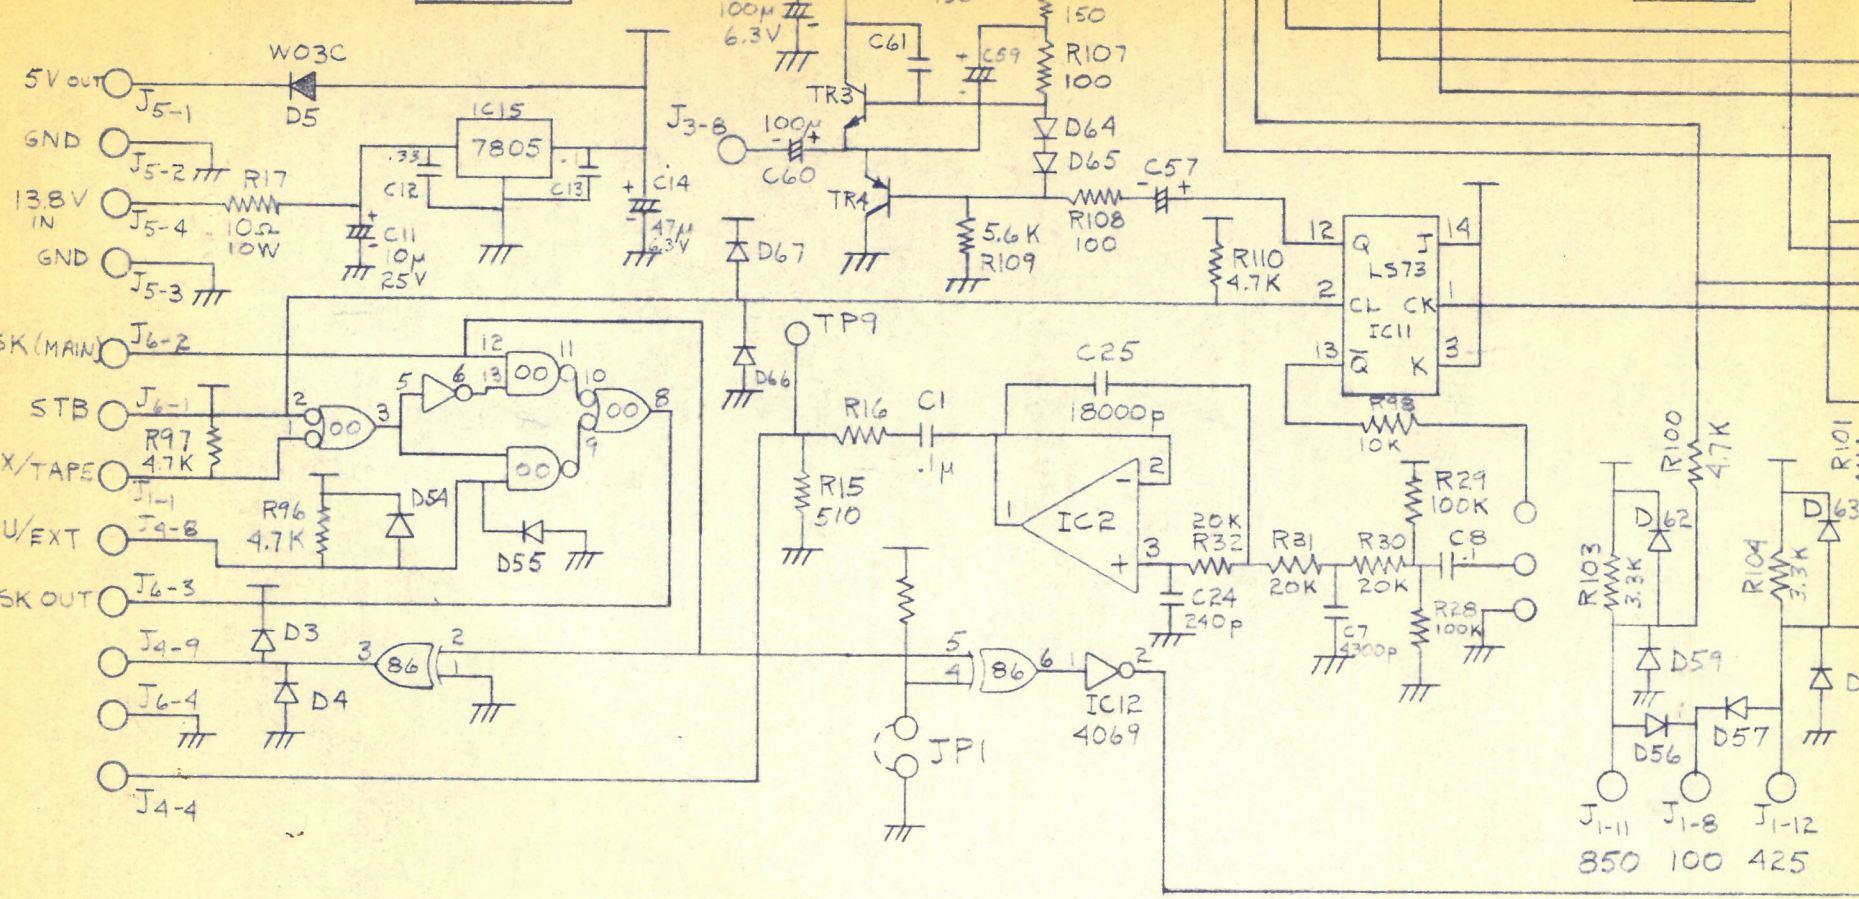 100μ
6.3V
150
C61
C59
R107
100
W03C
5V OUT
J5-1
D5
IC15
TR3
J3-8
100μ
D64
GND
J5-2
7805
.33
.1
C12
C13
C60
D65
C57
R17
13.8V
IN
J5-4
10Ω
10W
C14
47μ
6.3V
TR4
R108
100
12
Q
J
14
C11
10μ
25V
5.6K
R109
R110
4.7K
LS73
GND
J5-3
D67
2
CL
CK
1
IC11
SK(MAIN)
J6-2
TP9
12
11
13
Q̄
K
3
D66
C25
18000p
5
6
13
00
10
STB
J6-1
2
1
00
3
00
8
9
R97
4.7K
R16
C1
.1μ
R98
10K
X/TAPE
J1-1
00
R96
4.7K
D54
R15
510
2
-
1
IC2
+
3
R29
100K
R100
4.7K
R101
U/EXT
J4-8
D55
20K
R32
R31
20K
R30
20K
C8
.1
D62
D63
R103
3.3K
R104
3.3K
SK OUT
J6-3
C24
240p
C7
4300p
R28
100K
D3
J4-9
3
86
2
1
5
4
86
6
1
2
D59
D
J6-4
D4
IC12
4069
JP1
D56
D57
J4-4
J1-11
J1-8
J1-12
850
100
425